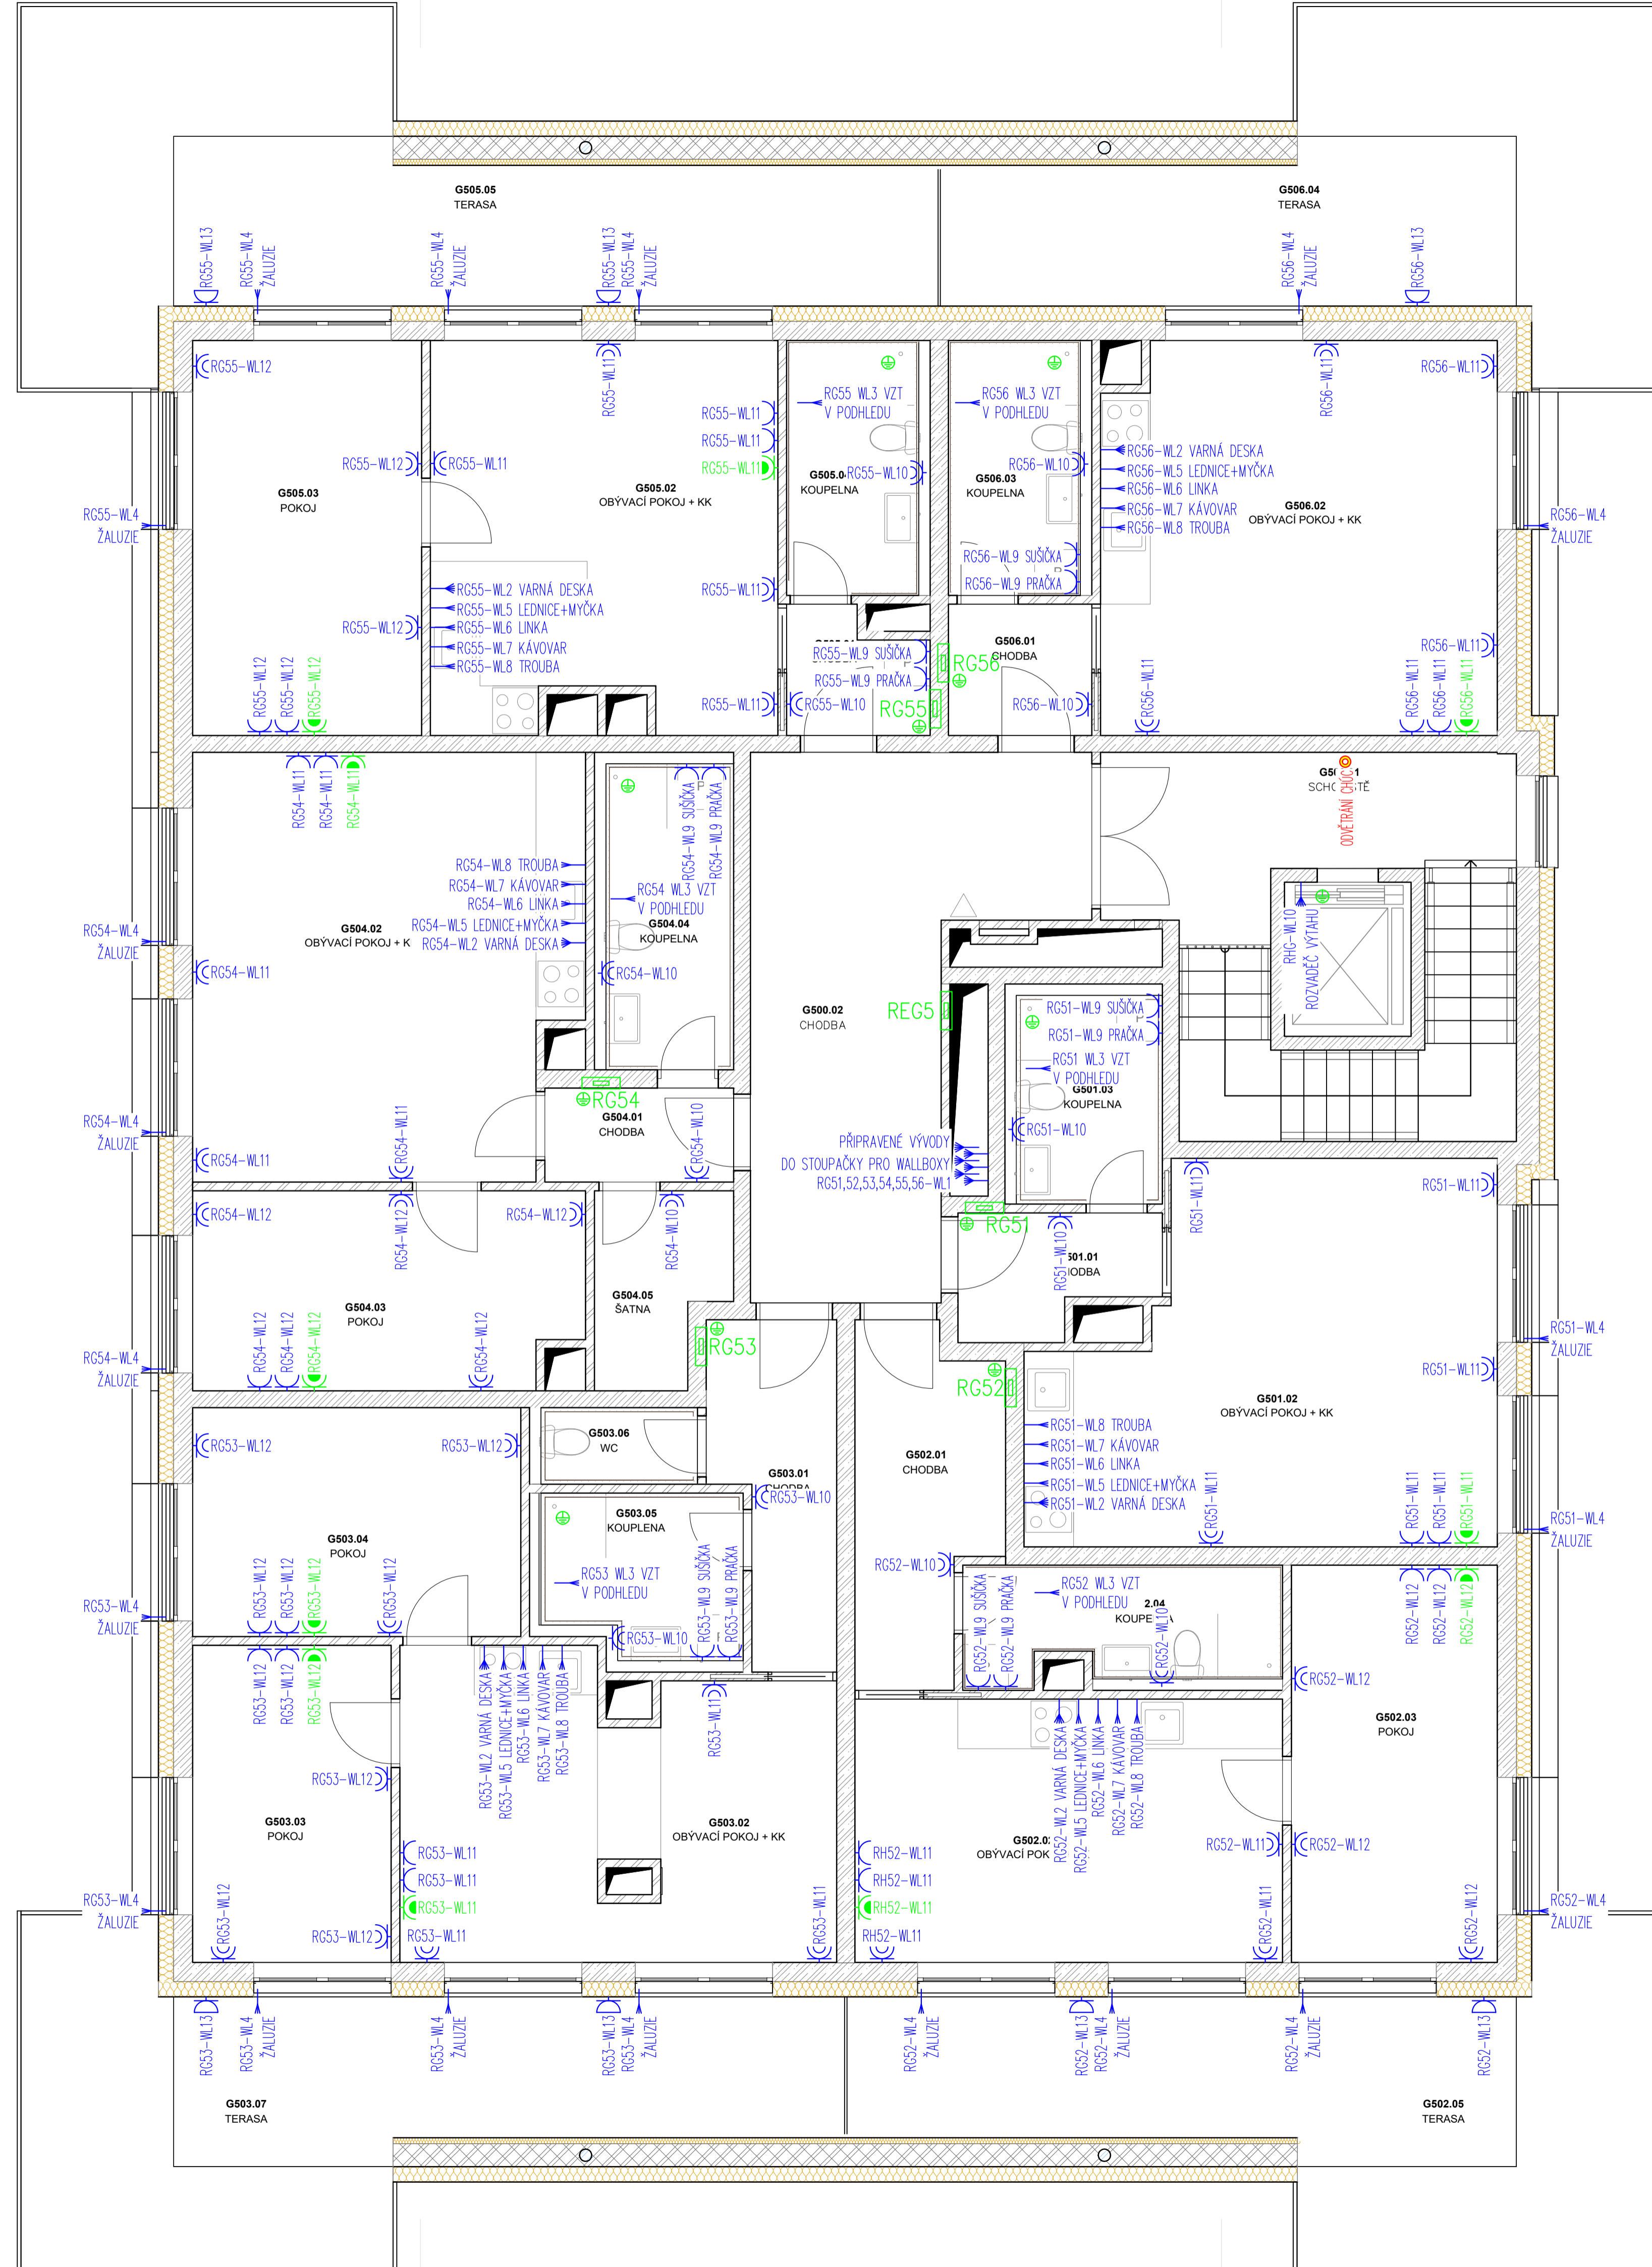 G505.05
TERASA
G506.04
TERASA
RG55-WL13
RG55-WL4
ŽALUZIE
RG55-WL4
ŽALUZIE
RG55-WL13
RG55-WL4
ŽALUZIE
RG56-WL4
ŽALUZIE
RG56-WL13
RG55-WL12
RG55-WL11
RG55-WL11
RG55-WL11
RG55-WL11
RG55 WL3 VZT
V PODHLEDU
RG56 WL3 VZT
V PODHLEDU
RG56-WL11
RG56-WL11
RG55-WL12
RG55-WL11
G505.03
POKOJ
G505.02
OBÝVACÍ POKOJ + KK
KOUPELNA
RG55-WL10
G506.03
KOUPELNA
RG56-WL10
RG56-WL2 VARNÁ DESKA
RG56-WL5 LEDNICE+MYČKA
RG56-WL6 LINKA
RG56-WL7 KÁVOVAR
RG56-WL8 TROUBA
G506.02
OBÝVACÍ POKOJ + KK
RG55-WL4
ŽALUZIE
RG56-WL4
ŽALUZIE
RG56-WL9 SUŠIČKA
RG56-WL9 PRAČKA
RG55-WL2 VARNÁ DESKA
RG55-WL5 LEDNICE+MYČKA
RG55-WL6 LINKA
RG55-WL7 KÁVOVAR
RG55-WL8 TROUBA
RG55-WL11
RG55-WL12
RG55-WL12
RG55-WL12
RG55-WL12
RG55-WL9 SUŠIČKA
RG55-WL9 PRAČKA
RG56
G506.01
CHODBA
RG55-WL11
RG55-WL10
RG55
RG56-WL10
RG56-WL11
RG56-WL11
RG56-WL11
RG56-WL11
RG56-WL11
RG54-WL11
RG54-WL11
RG54-WL11
RG54-WL9 SUŠIČKA
RG54-WL9 PRAČKA
ODVĚTRÁNÍ CHÚC
RG54-WL8 TROUBA
RG54-WL7 KÁVOVAR
RG54-WL6 LINKA
RG54-WL5 LEDNICE+MYČKA
RG54-WL2 VARNÁ DESKA
RG54 WL3 VZT
V PODHLEDU
G504.04
KOUPELNA
G504.02
OBÝVACÍ POKOJ + K
RG54-WL4
ŽALUZIE
RG54-WL11
RG54-WL10
RHG-WL10
ROZVADĚČ VÝTAHU
G500.02
CHODBA
REG5
RG51-WL9 SUŠIČKA
RG51-WL9 PRAČKA
RG51 WL3 VZT
V PODHLEDU
G501.03
KOUPELNA
RG51-WL10
RG54
G504.01
CHODBA
RG54-WL10
RG54-WL4
ŽALUZIE
RG54-WL11
RG54-WL11
PŘIPRAVENÉ VÝVODY
DO STOUPAČKY PRO WALLBOXY
RG51,52,53,54,55,56-WL1
RG54-WL12
RG54-WL12
RG54-WL12
RG54-WL10
RG51
RG51-WL10
RG51-WL11
RG51-WL11
G504.03
POKOJ
G504.05
ŠATNA
RG54-WL4
ŽALUZIE
RG54-WL12
RG54-WL12
RG54-WL12
RG54-WL12
RG53
RG52
RG51-WL4
ŽALUZIE
RG51-WL11
G501.02
OBÝVACÍ POKOJ + KK
RG51-WL8 TROUBA
RG51-WL7 KÁVOVAR
RG51-WL6 LINKA
RG51-WL5 LEDNICE+MYČKA
RG51-WL2 VARNÁ DESKA
RG51-WL11
RG51-WL11
RG51-WL11
RG51-WL11
RG51-WL4
ŽALUZIE
RG53-WL12
RG53-WL12
G503.06
WC
G503.01
CHODBA
RG53-WL10
G502.01
CHODBA
G503.05
KOUPLENA
G503.04
POKOJ
RG53-WL4
ŽALUZIE
RG53-WL12
RG53-WL12
RG53-WL12
RG53-WL12
RG53 WL3 VZT
V PODHLEDU
RG53-WL10
RG53-WL9 SUŠIČKA
RG53-WL9 PRAČKA
RG52-WL10
RG52-WL9 SUŠIČKA
RG52-WL9 PRAČKA
RG52 WL3 VZT
V PODHLEDU
RG52-WL10
RG52-WL12
RG52-WL12
RG52-WL12
RG52-WL12
G502.03
POKOJ
RG53-WL12
RG53-WL12
RG53-WL12
RG53-WL2 VARNÁ DESKA
RG53-WL5 LEDNICE+MYČKA
RG53-WL6 LINKA
RG53-WL7 KÁVOVAR
RG53-WL8 TROUBA
RG53-WL11
RG52-WL2 VARNÁ DESKA
RG52-WL5 LEDNICE+MYČKA
RG52-WL6 LINKA
RG52-WL7 KÁVOVAR
RG52-WL8 TROUBA
RG53-WL12
G503.03
POKOJ
G503.02
OBÝVACÍ POKOJ + KK
RG53-WL11
RG53-WL11
RG53-WL11
RH52-WL11
RH52-WL11
RH52-WL11
RG52-WL11
RG52-WL12
RG53-WL4
ŽALUZIE
RG52-WL4
ŽALUZIE
RG53-WL12
RG53-WL12
RG53-WL11
RG53-WL11
RH52-WL11
RG52-WL11
RG52-WL12
RG53-WL13
RG53-WL4
ŽALUZIE
RG53-WL4
ŽALUZIE
RG53-WL13
RG53-WL4
ŽALUZIE
RG52-WL4
ŽALUZIE
RG52-WL13
RG52-WL4
ŽALUZIE
RG52-WL4
ŽALUZIE
RG52-WL13
G503.07
TERASA
G502.05
TERASA